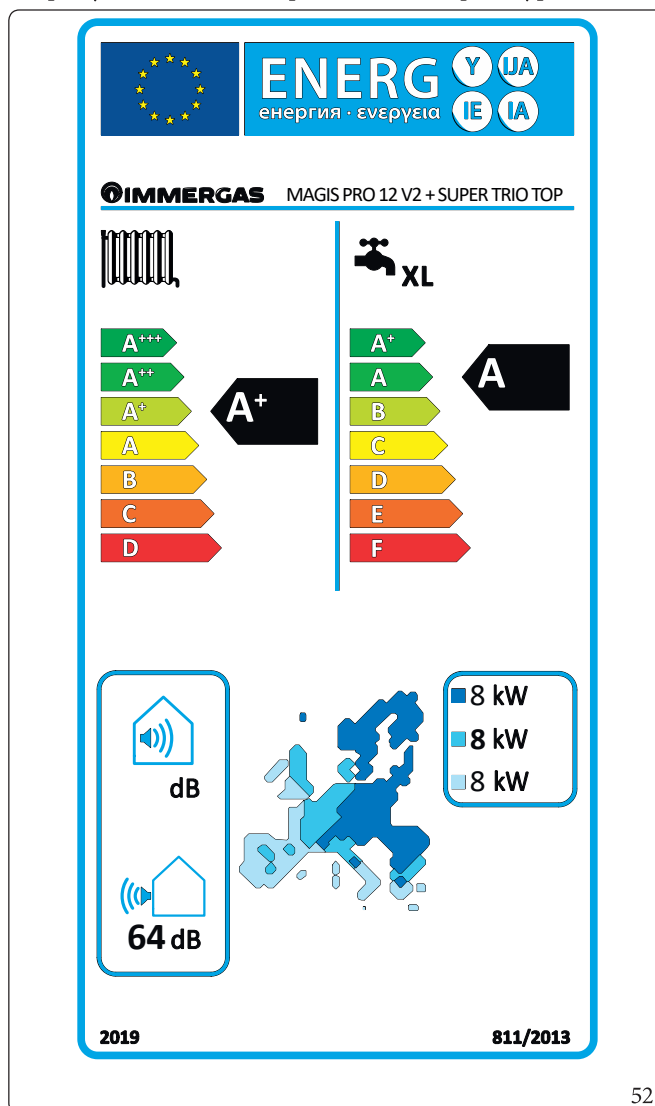 ENERG Y IJA
енергия · ενεργεια IE IA
IMMERGAS MAGIS PRO 12 V2 + SUPER TRIO TOP
XL
A+++
A++
A+
A
B
C
D
A+
A+
A
B
C
D
E
F
A
dB
64 dB
8 kW
8 kW
8 kW
2019 811/2013
52